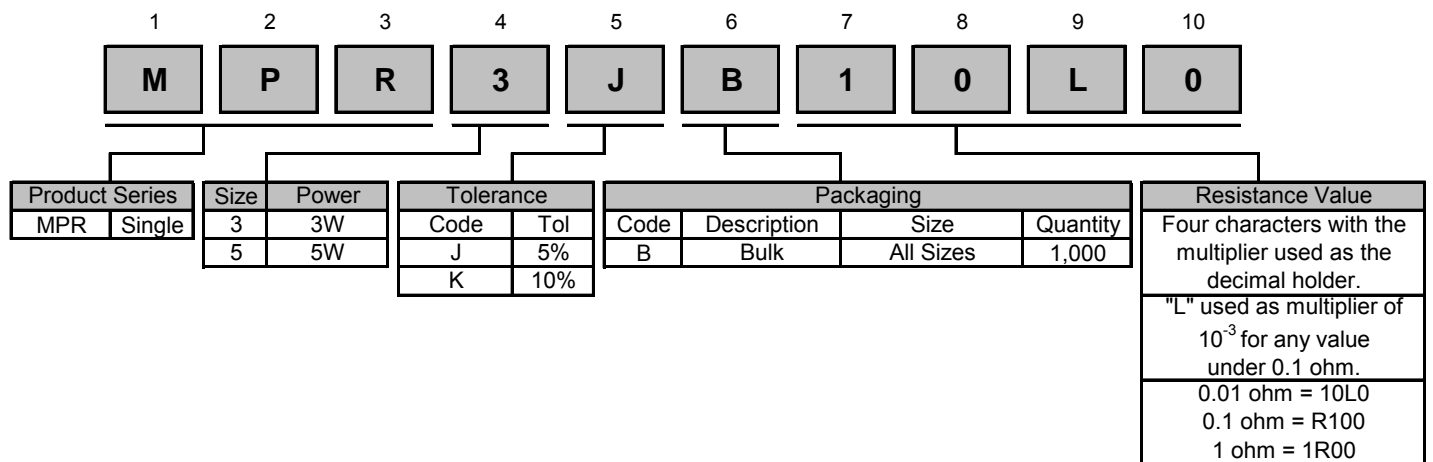 1 2 3 4 5 6 7 8 9 10
M P R 3 J B 1 0 L 0
Product Series
MPR Single
Size Power
3 3W
5 5W
Tolerance
Code Tol
J 5%
K 10%
Packaging
Code Description Size Quantity
B Bulk All Sizes 1,000
Resistance Value
Four characters with the
multiplier used as the
decimal holder.
"L" used as multiplier of
10⁻³ for any value
under 0.1 ohm.
0.01 ohm = 10L0
0.1 ohm = R100
1 ohm = 1R00